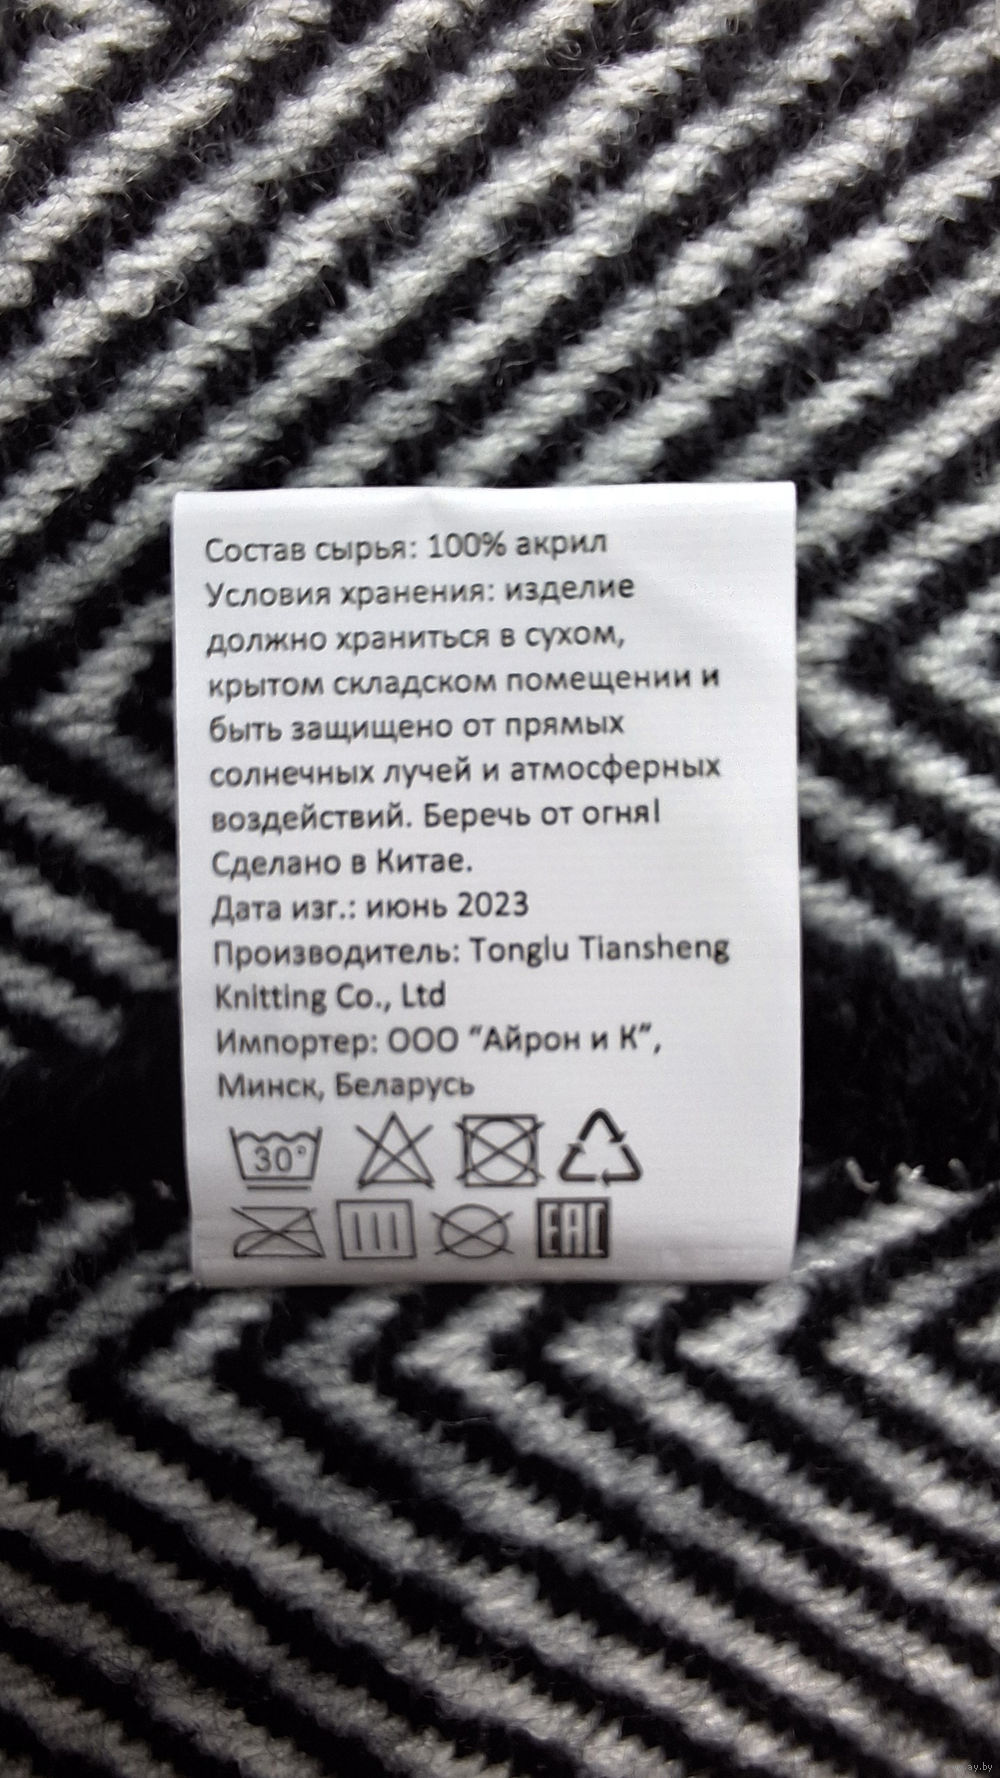 Состав сырья: 100% акрил
Условия хранения: изделие
должно храниться в сухом,
крытом складском помещении и
быть защищено от прямых
солнечных лучей и атмосферных
воздействий. Беречь от огня!
Сделано в Китае.
Дата изг.: июнь 2023
Производитель: Tonglu Tiansheng
Knitting Co., Ltd
Импортер: ООО “Айрон и К”,
Минск, Беларусь
30°
EAC
ay.by